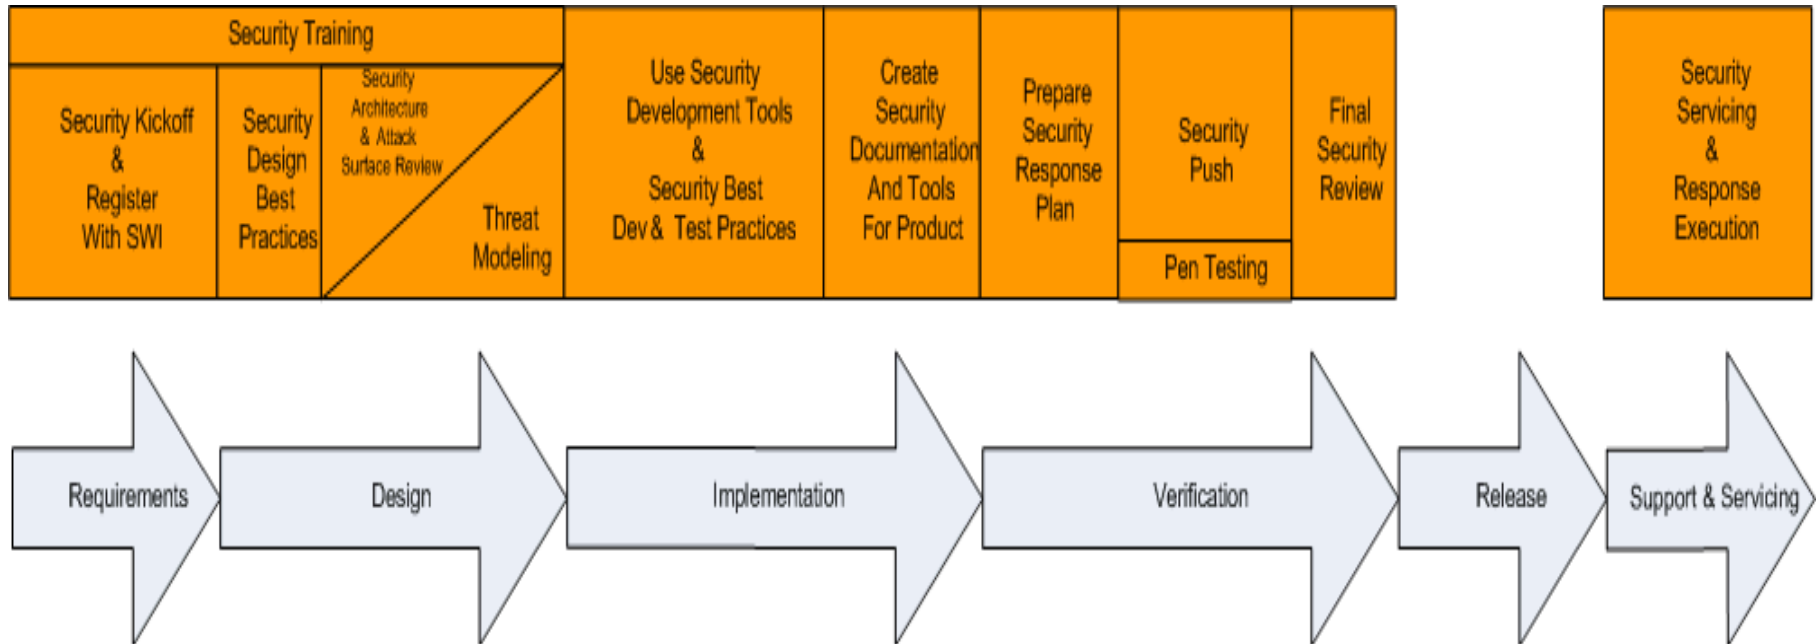 Security Training
Security Kickoff
&
Register
With SWI
Security
Design
Best
Practices
Security
Architecture
& Attack
Surface Review
Threat
Modeling
Use Security
Development Tools
&
Security Best
Dev & Test Practices
Create
Security
Documentation
And Tools
For Product
Prepare
Security
Response
Plan
Security
Push
Pen Testing
Final
Security
Review
Security
Servicing
&
Response
Execution
Requirements
Design
Implementation
Verification
Release
Support & Servicing